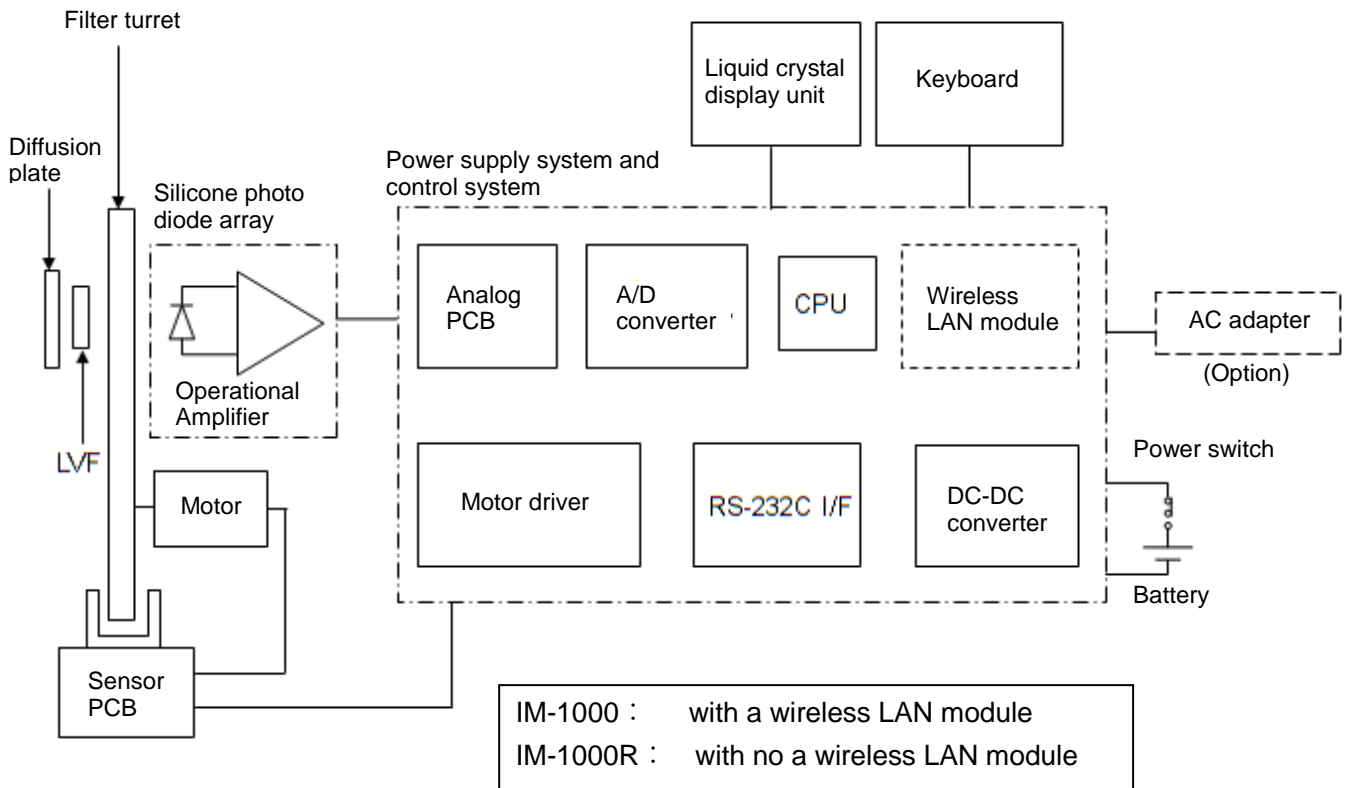 Filter turret
Liquid crystal
display unit
Keyboard
Diffusion
plate
Silicone photo
diode array
Power supply system and
control system
Analog
PCB
A/D
converter
CPU
Wireless
LAN module
AC adapter
(Option)
Operational
Amplifier
LVF
Motor
Motor driver
RS-232C I/F
DC-DC
converter
Power switch
Battery
Sensor
PCB
IM-1000： with a wireless LAN module
IM-1000R： with no a wireless LAN module